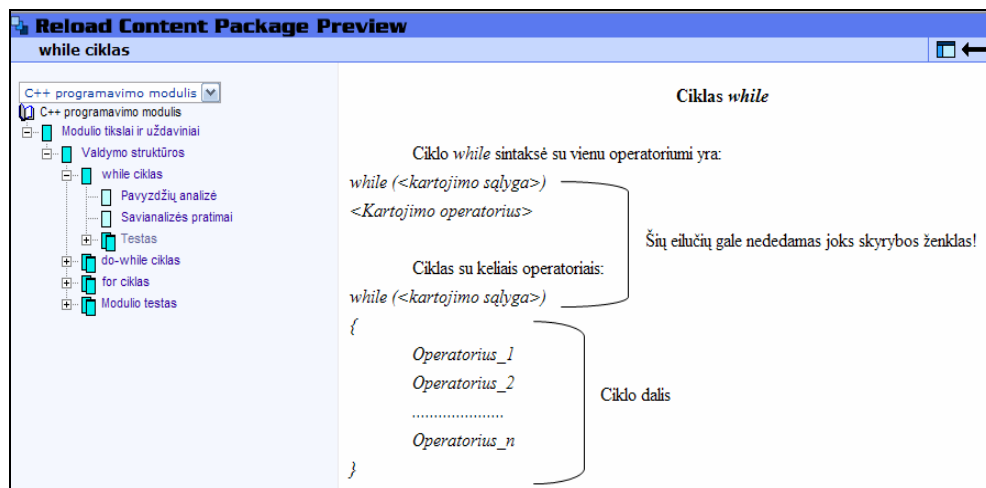 Reload Content Package Preview
while ciklas
C++ programavimo modulis
C++ programavimo modulis
Modulio tikslai ir uždaviniai
Valdymo struktūros
while ciklas
Pavyzdžių analizė
Savianalizės pratimai
Testas
do-while ciklas
for ciklas
Modulio testas
Ciklas while
Ciklo while sintaksė su vienu operatoriumi yra:
while (<kartojimo sąlyga>)
<Kartojimo operatorius>
Šių eilučių gale nededamas joks skyrybos ženklas!
Ciklas su keliais operatoriais:
while (<kartojimo sąlyga>)
{
Operatorius_1
Operatorius_2
......................
Operatorius_n
}
Ciklo dalis